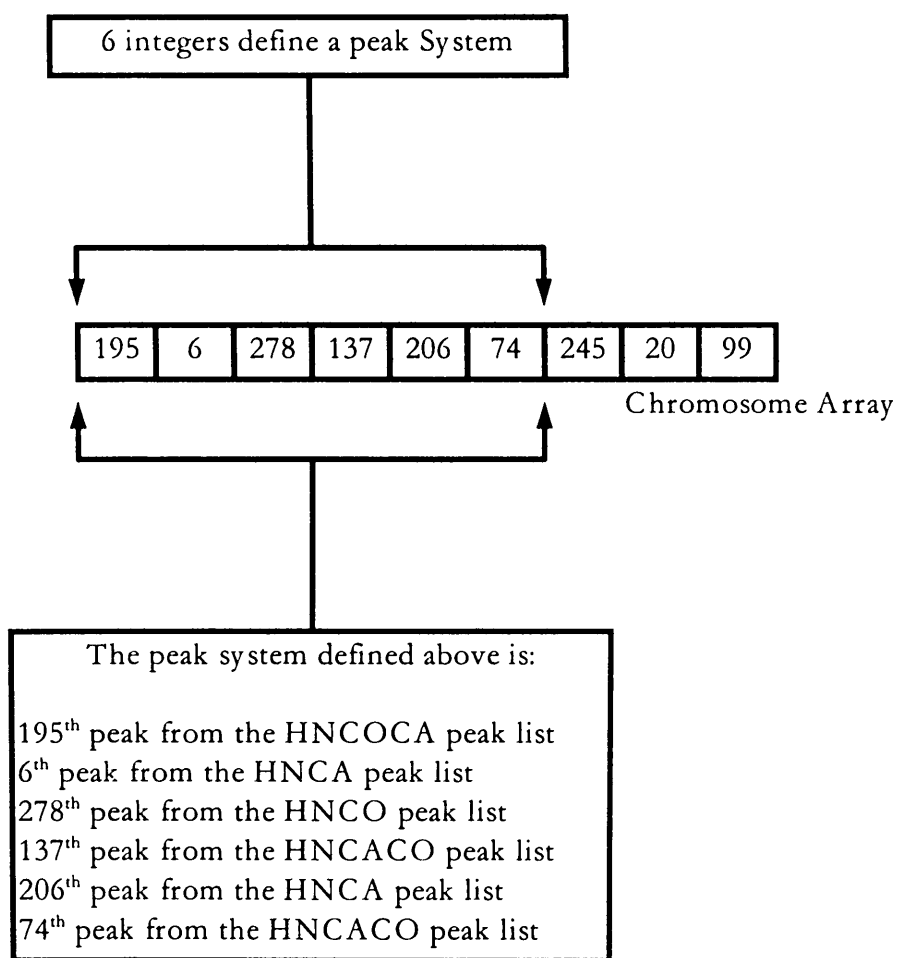 6 integers define a peak System
195 6 278 137 206 74 245 20 99
Chromosome Array
The peak system defined above is:
195th peak from the HNCOCA peak list
6th peak from the HNCA peak list
278th peak from the HNCO peak list
137th peak from the HNCACO peak list
206th peak from the HNCA peak list
74th peak from the HNCACO peak list